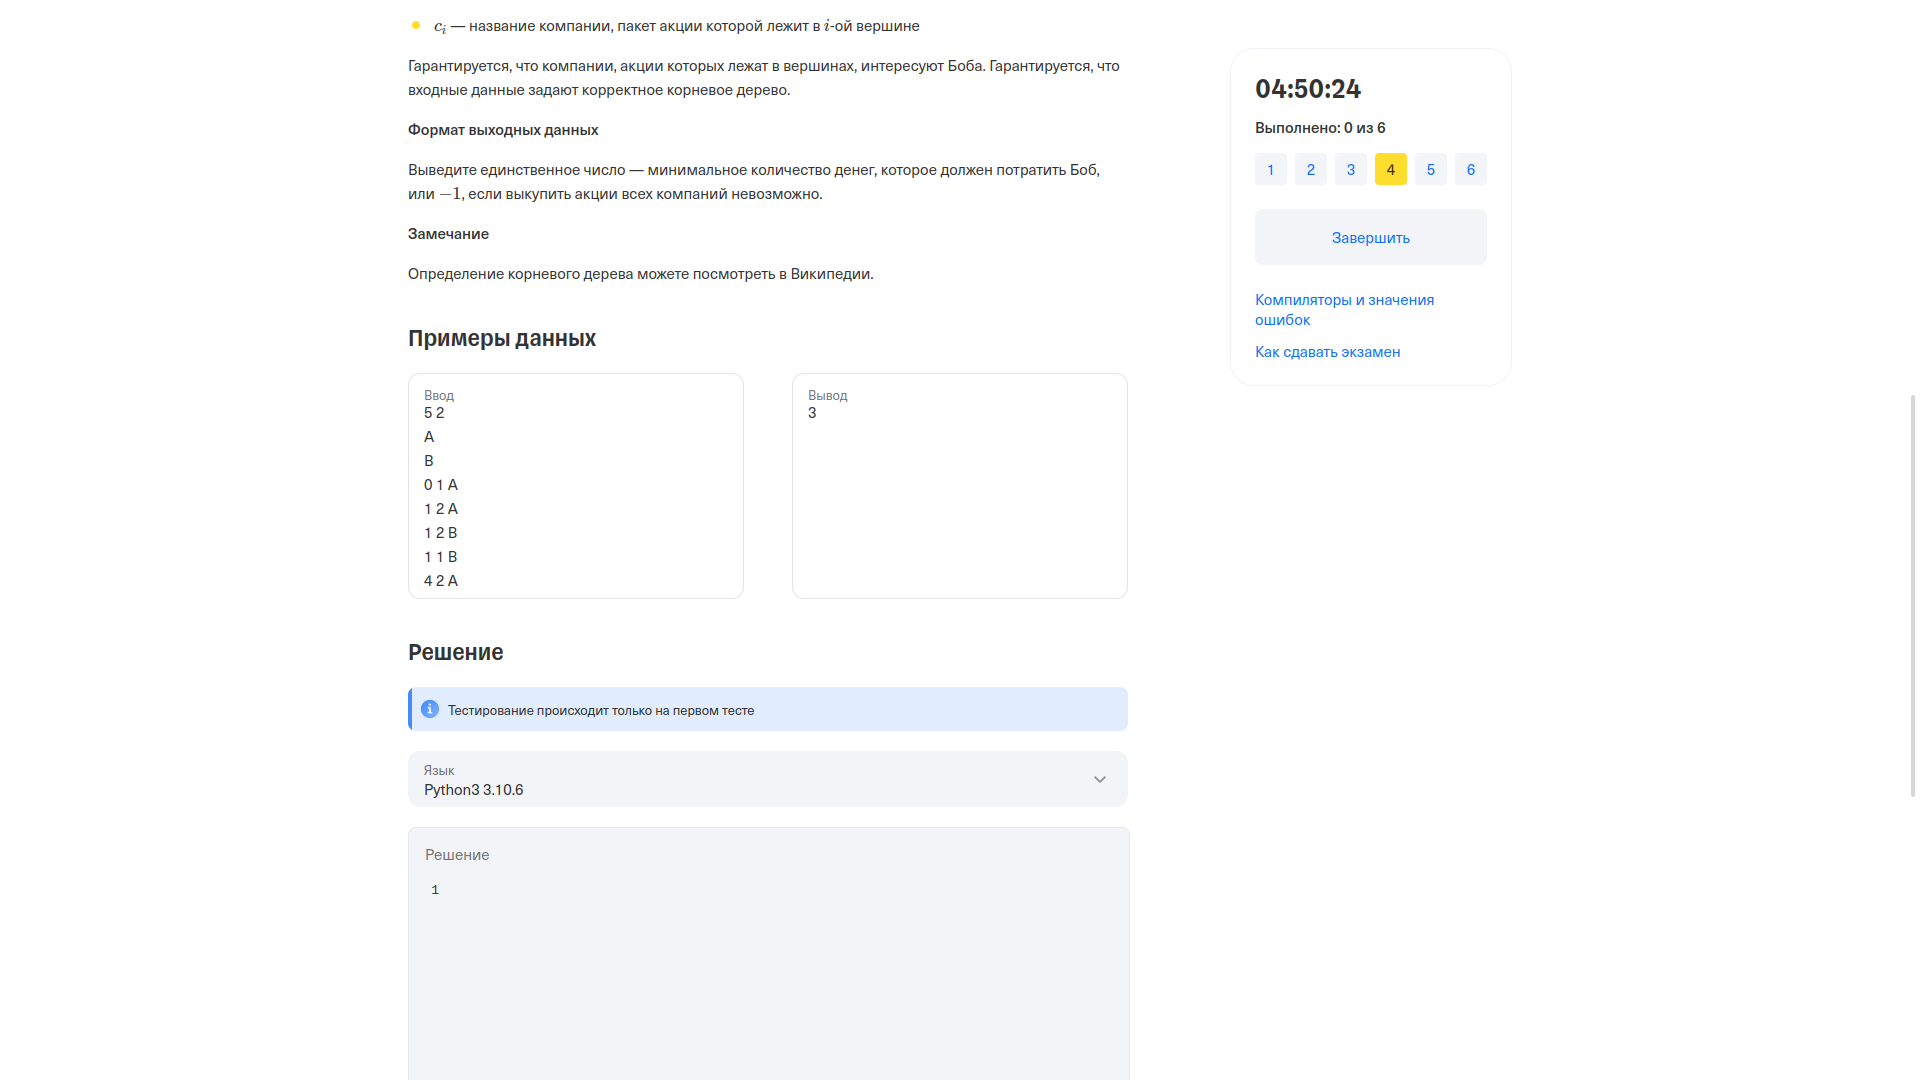 cᵢ — название компании, пакет акции которой лежит в i-ой вершине
Гарантируется, что компании, акции которых лежат в вершинах, интересуют Боба. Гарантируется, что
входные данные задают корректное корневое дерево.
Формат выходных данных
Выведите единственное число — минимальное количество денег, которое должен потратить Боб,
или −1, если выкупить акции всех компаний невозможно.
Замечание
Определение корневого дерева можете посмотреть в Википедии.
Примеры данных
Ввод
5 2
A
B
0 1 A
1 2 A
1 2 B
1 1 B
4 2 A
Вывод
3
Решение
Тестирование происходит только на первом тесте
Язык
Python3 3.10.6
Решение
1
04:50:24
Выполнено: 0 из 6
1 2 3 4 5 6
Завершить
Компиляторы и значения
ошибок
Как сдавать экзамен